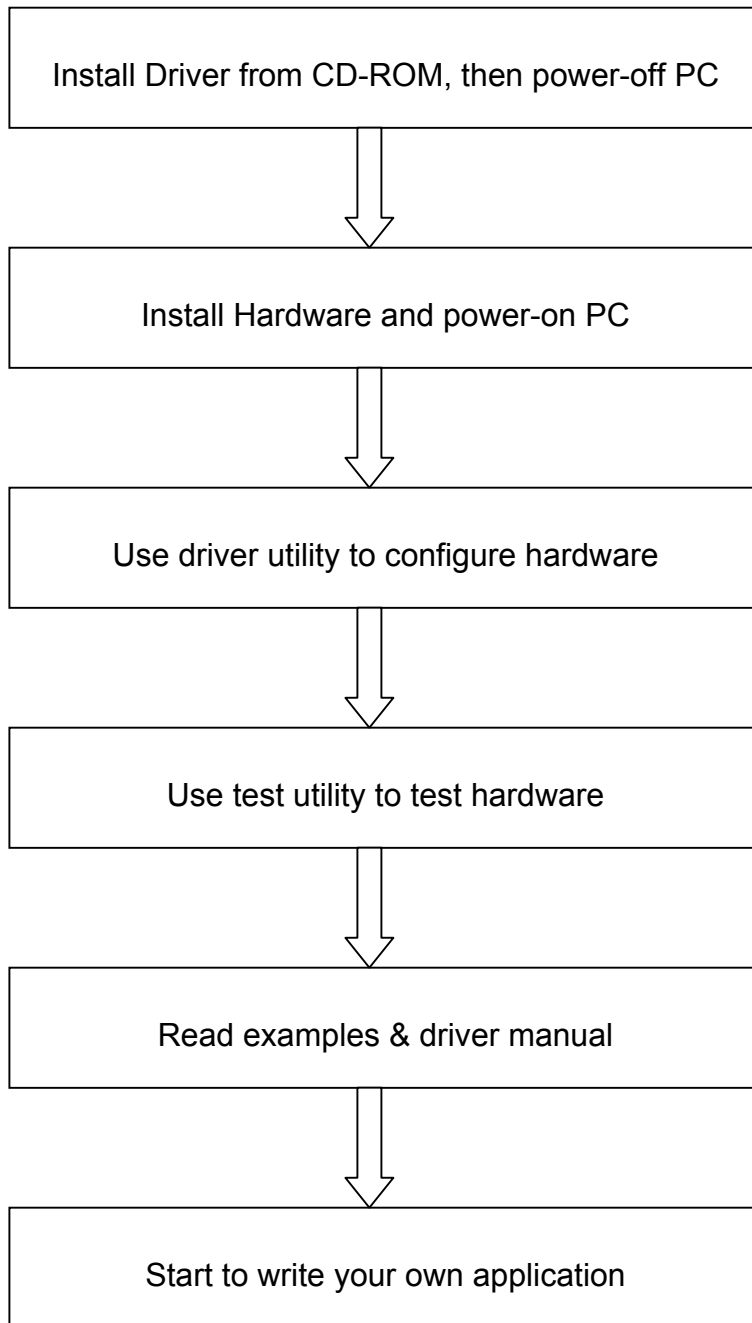 Install Driver from CD-ROM, then power-off PC
Install Hardware and power-on PC
Use driver utility to configure hardware
Use test utility to test hardware
Read examples & driver manual
Start to write your own application